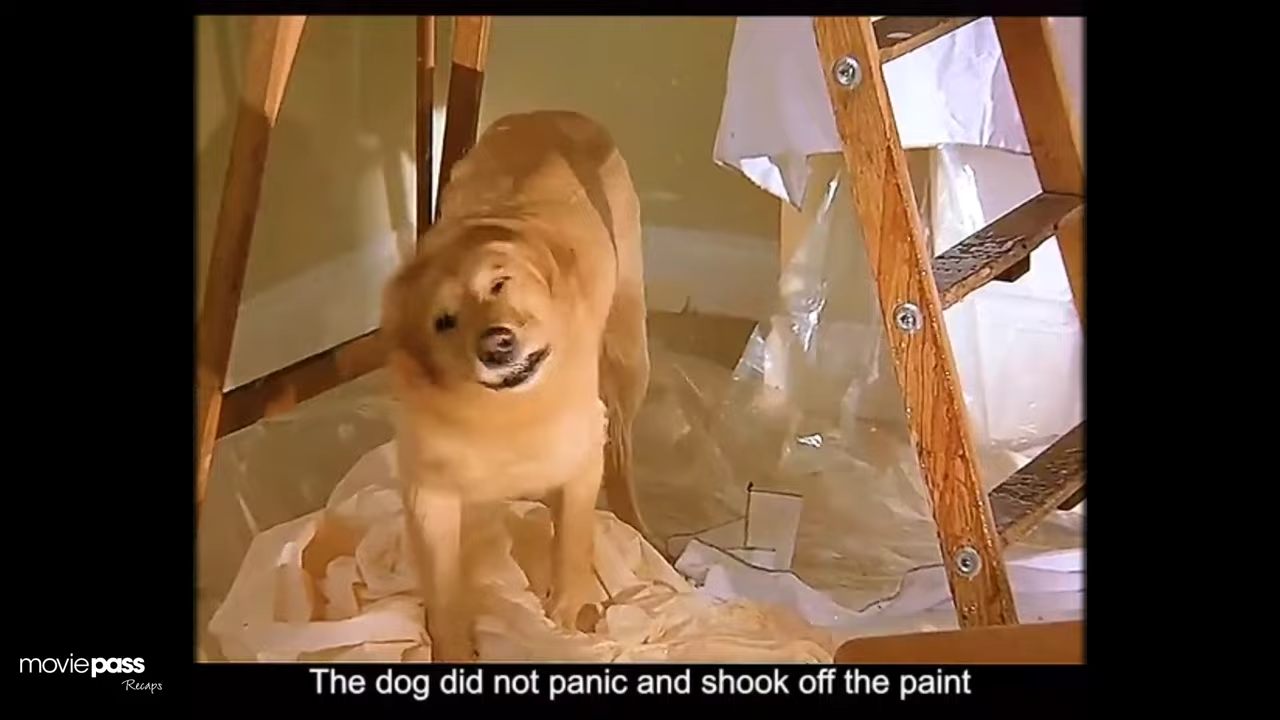 moviepass
Recaps
The dog did not panic and shook off the paint